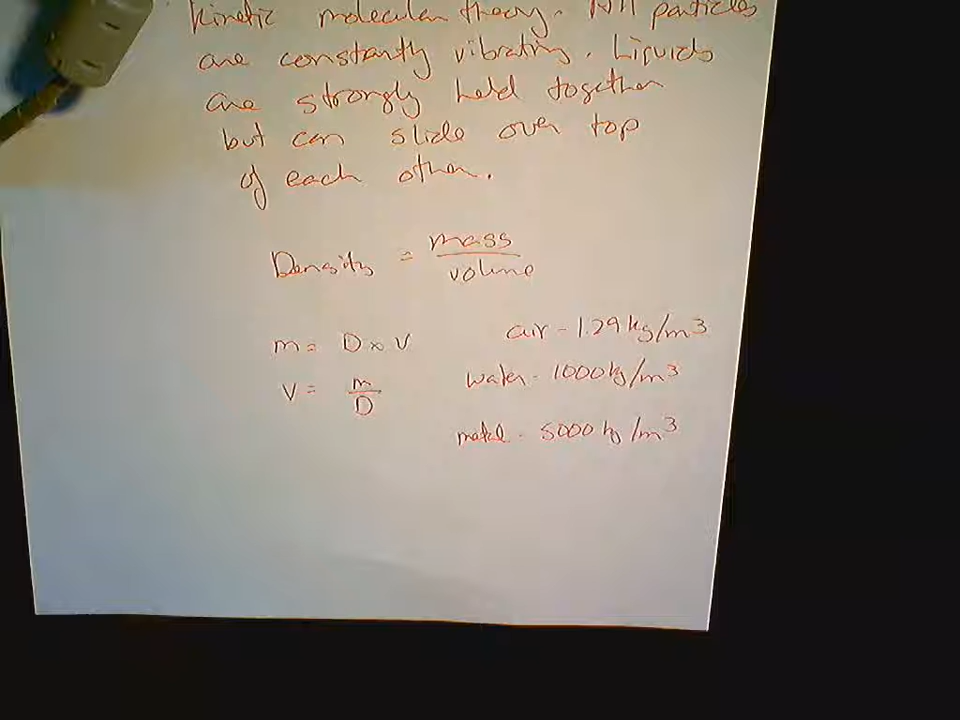 kinetic molecular theory. All particles
are constantly vibrating. Liquids
are strongly held together
but can slide over top
of each other.
Density = mass/volume
m = D × V
air - 1.29 kg/m³
water - 1000 kg/m³
V = m/D
metal - 5000 kg/m³